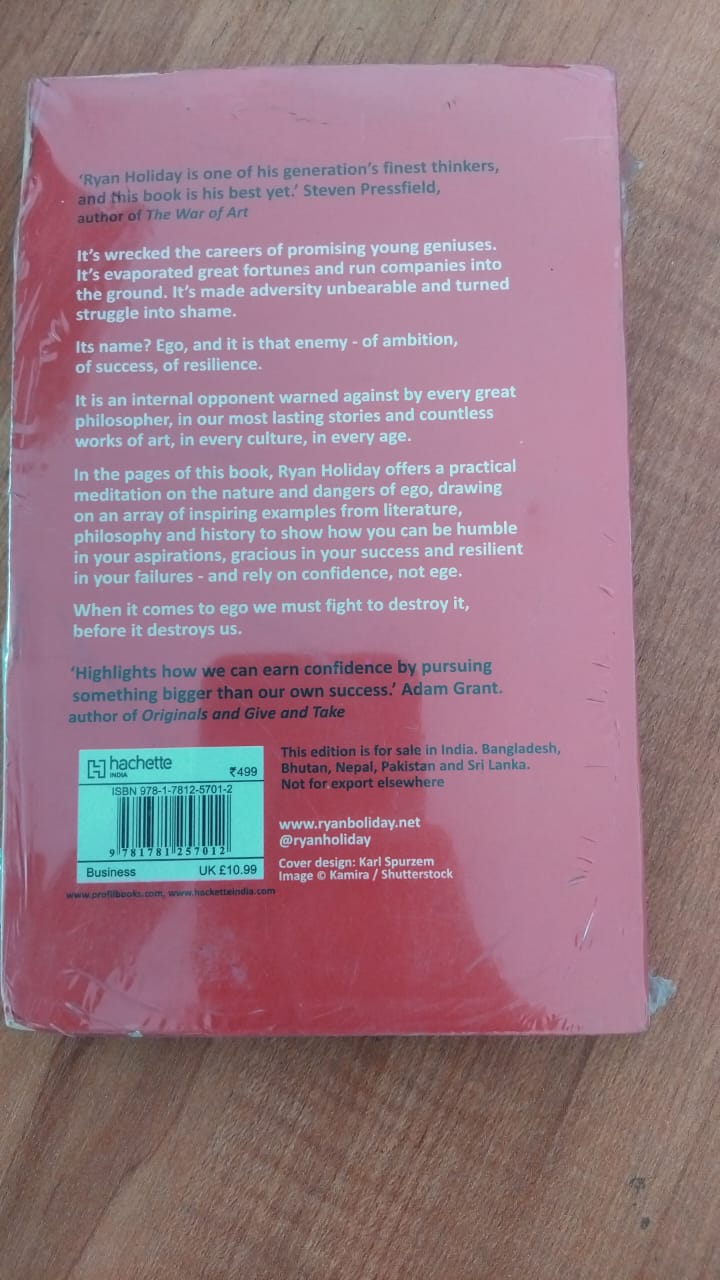 ‘Ryan Holiday is one of his generation’s finest thinkers,
and this book is his best yet.’ Steven Pressfield,
author of The War of Art
It’s wrecked the careers of promising young geniuses.
It’s evaporated great fortunes and run companies into
the ground. It’s made adversity unbearable and turned
struggle into shame.
Its name? Ego, and it is that enemy - of ambition,
of success, of resilience.
It is an internal opponent warned against by every great
philosopher, in our most lasting stories and countless
works of art, in every culture, in every age.
In the pages of this book, Ryan Holiday offers a practical
meditation on the nature and dangers of ego, drawing
on an array of inspiring examples from literature,
philosophy and history to show how you can be humble
in your aspirations, gracious in your success and resilient
in your failures - and rely on confidence, not ege.
When it comes to ego we must fight to destroy it,
before it destroys us.
‘Highlights how we can earn confidence by pursuing
something bigger than our own success.’ Adam Grant.
author of Originals and Give and Take
hachette
INDIA
₹499
ISBN 978-1-7812-5701-2
9 781781 257012
Business UK £10.99
This edition is for sale in India. Bangladesh,
Bhutan, Nepal, Pakistan and Sri Lanka.
Not for export elsewhere
www.ryanboliday.net
@ryanholiday
Cover design: Karl Spurzem
Image © Kamira / Shutterstock
www.profilbooks.com, www.hacketteindia.com